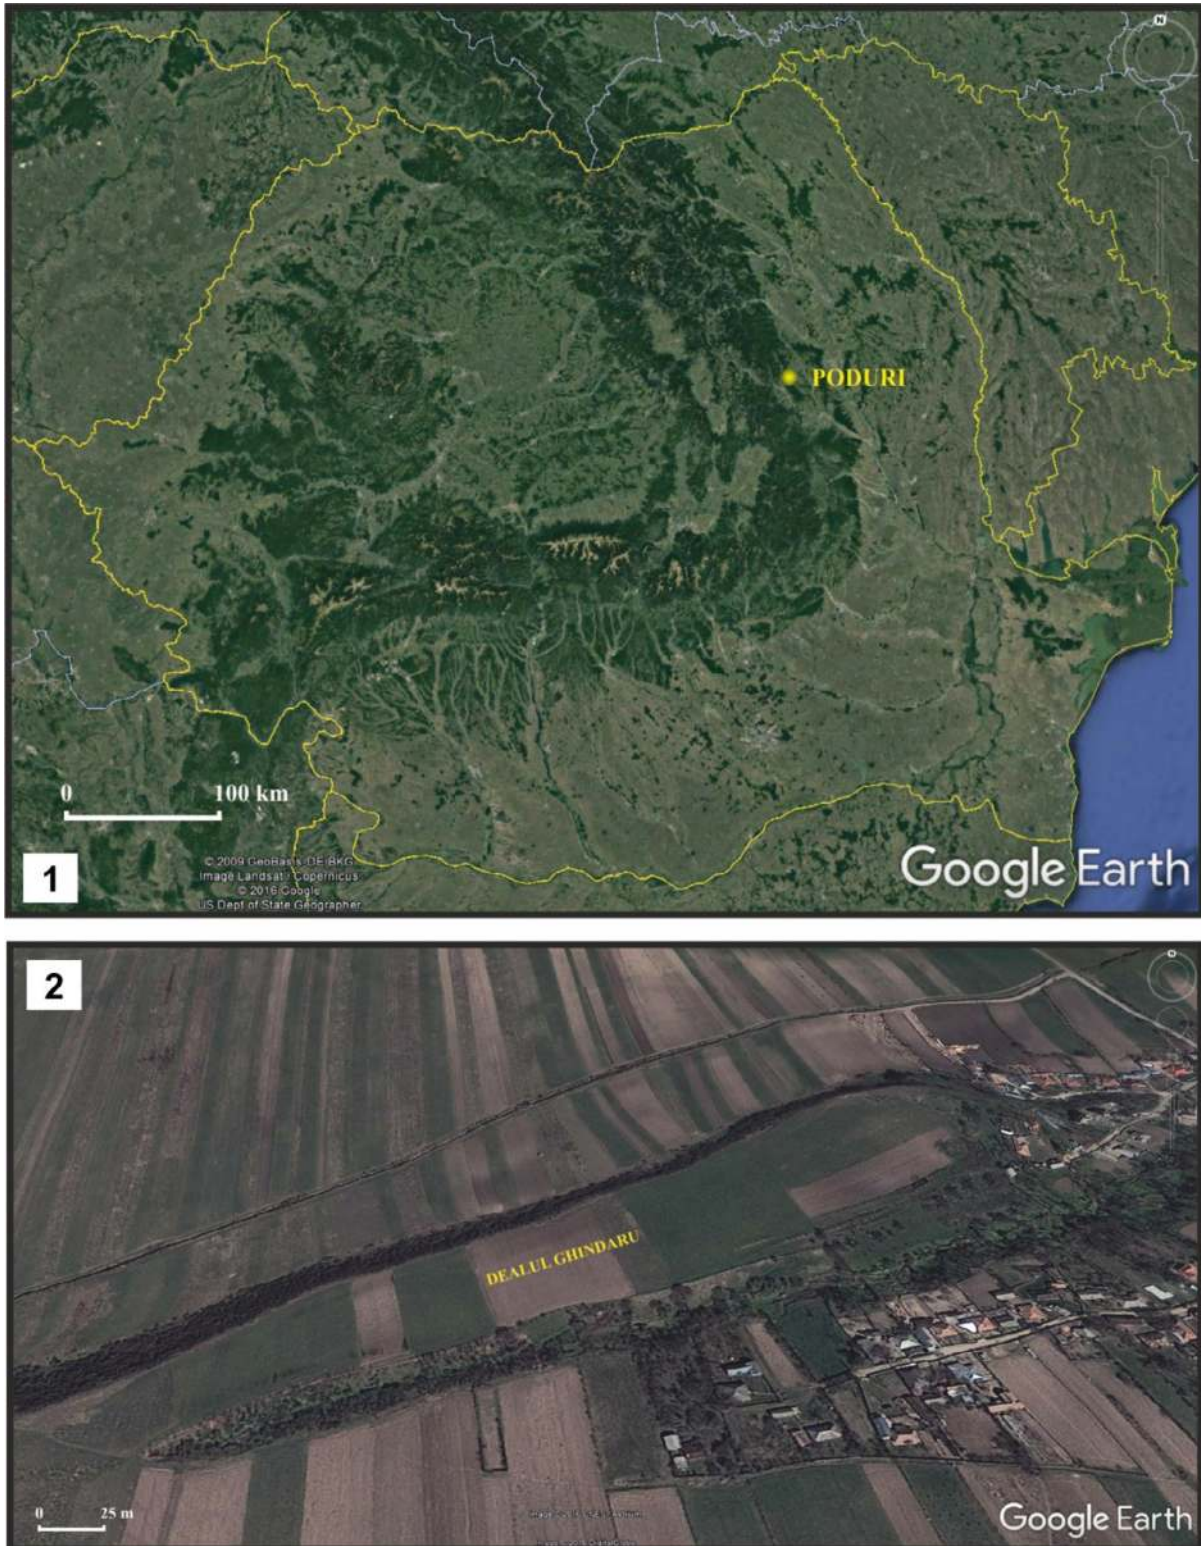 N
PODURI
0 100 km
1
© 2009 GeoBasis-DE/BKG
Image Landsat / Copernicus
© 2016 Google
US Dept of State Geographer
Google Earth
2
DEALUL GHINDARU
0 25 m
Google Earth